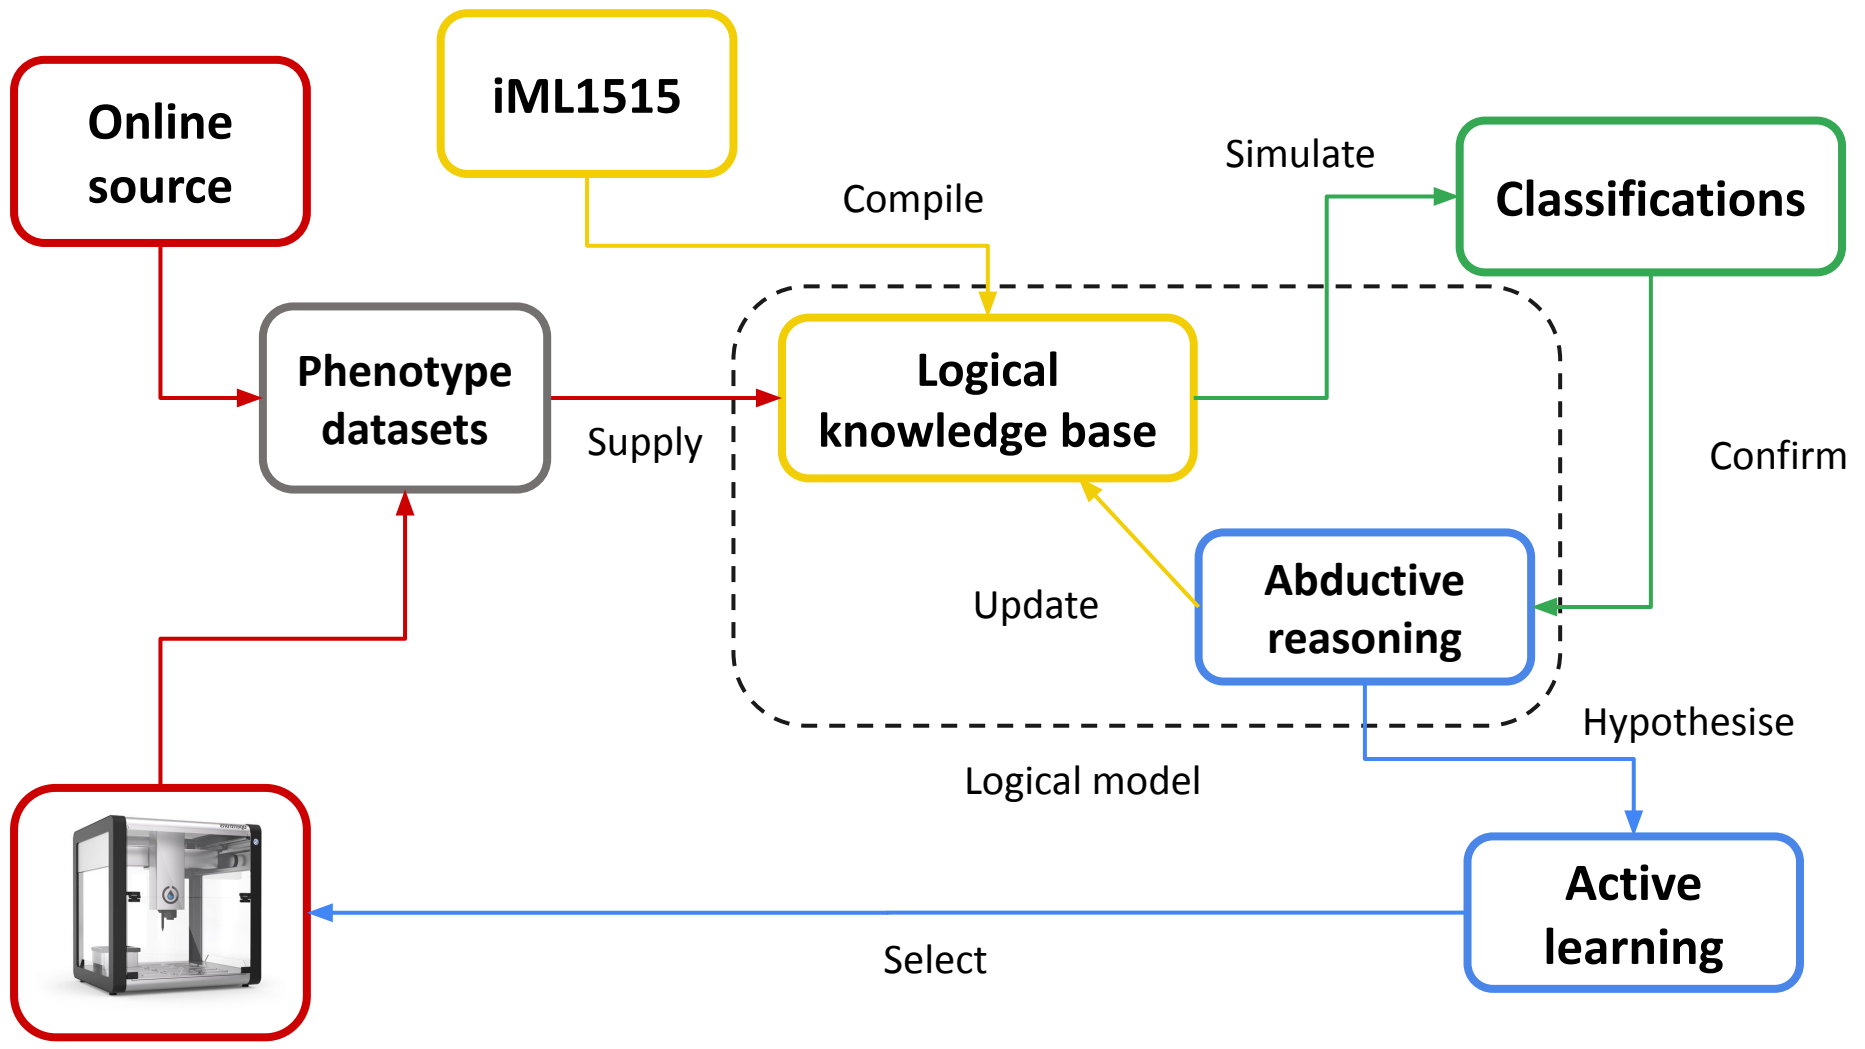 iML1515
Online
source
Simulate
Classifications
Compile
Phenotype
datasets
Supply
Logical
knowledge base
Confirm
Update
Abductive
reasoning
Hypothesise
Logical model
Active
learning
Select